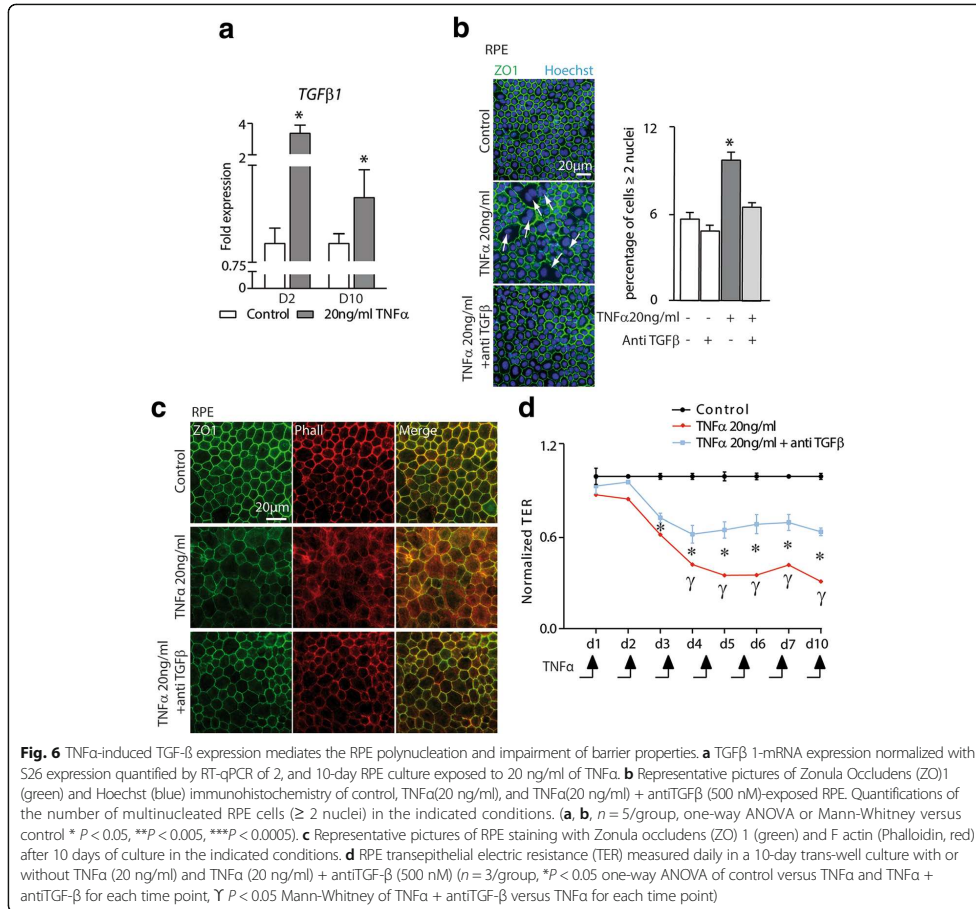 a
TGFβ1
Fold expression
4
2
2
0.75
0
*
*
D2
D10
Control
20ng/ml TNFα
b
RPE
ZO1
Hoechst
Control
20μm
TNFα 20ng/ml
TNFα 20ng/ml
+anti TGFβ
percentage of cells ≥ 2 nuclei
12
6
0
*
TNFα20ng/ml - - + +
Anti TGFβ - + - +
c
RPE
ZO1
Phall
Merge
Control
20μm
TNFα 20ng/ml
TNFα 20ng/ml
+anti TGFβ
d
Control
TNFα 20ng/ml
TNFα 20ng/ml + anti TGFβ
Normalized TER
1.2
0.6
0.0
* * * * * *
γ γ γ γ γ
d1 d2 d3 d4 d5 d6 d7 d10
TNFα
Fig. 6 TNFα-induced TGF-ß expression mediates the RPE polynucleation and impairment of barrier properties. a TGFβ 1-mRNA expression normalized with
S26 expression quantified by RT-qPCR of 2, and 10-day RPE culture exposed to 20 ng/ml of TNFα. b Representative pictures of Zonula Occludens (ZO)1
(green) and Hoechst (blue) immunohistochemistry of control, TNFα(20 ng/ml), and TNFα(20 ng/ml) + antiTGFβ (500 nM)-exposed RPE. Quantifications of
the number of multinucleated RPE cells (≥ 2 nuclei) in the indicated conditions. (a, b, n = 5/group, one-way ANOVA or Mann-Whitney versus
control * P < 0.05, **P < 0.005, ***P < 0.0005). c Representative pictures of RPE staining with Zonula occludens (ZO) 1 (green) and F actin (Phalloidin, red)
after 10 days of culture in the indicated conditions. d RPE transepithelial electric resistance (TER) measured daily in a 10-day trans-well culture with or
without TNFα (20 ng/ml) and TNFα (20 ng/ml) + antiTGF-β (500 nM) (n = 3/group, *P < 0.05 one-way ANOVA of control versus TNFα and TNFα +
antiTGF-β for each time point, ϒ P < 0.05 Mann-Whitney of TNFα + antiTGF-β versus TNFα for each time point)